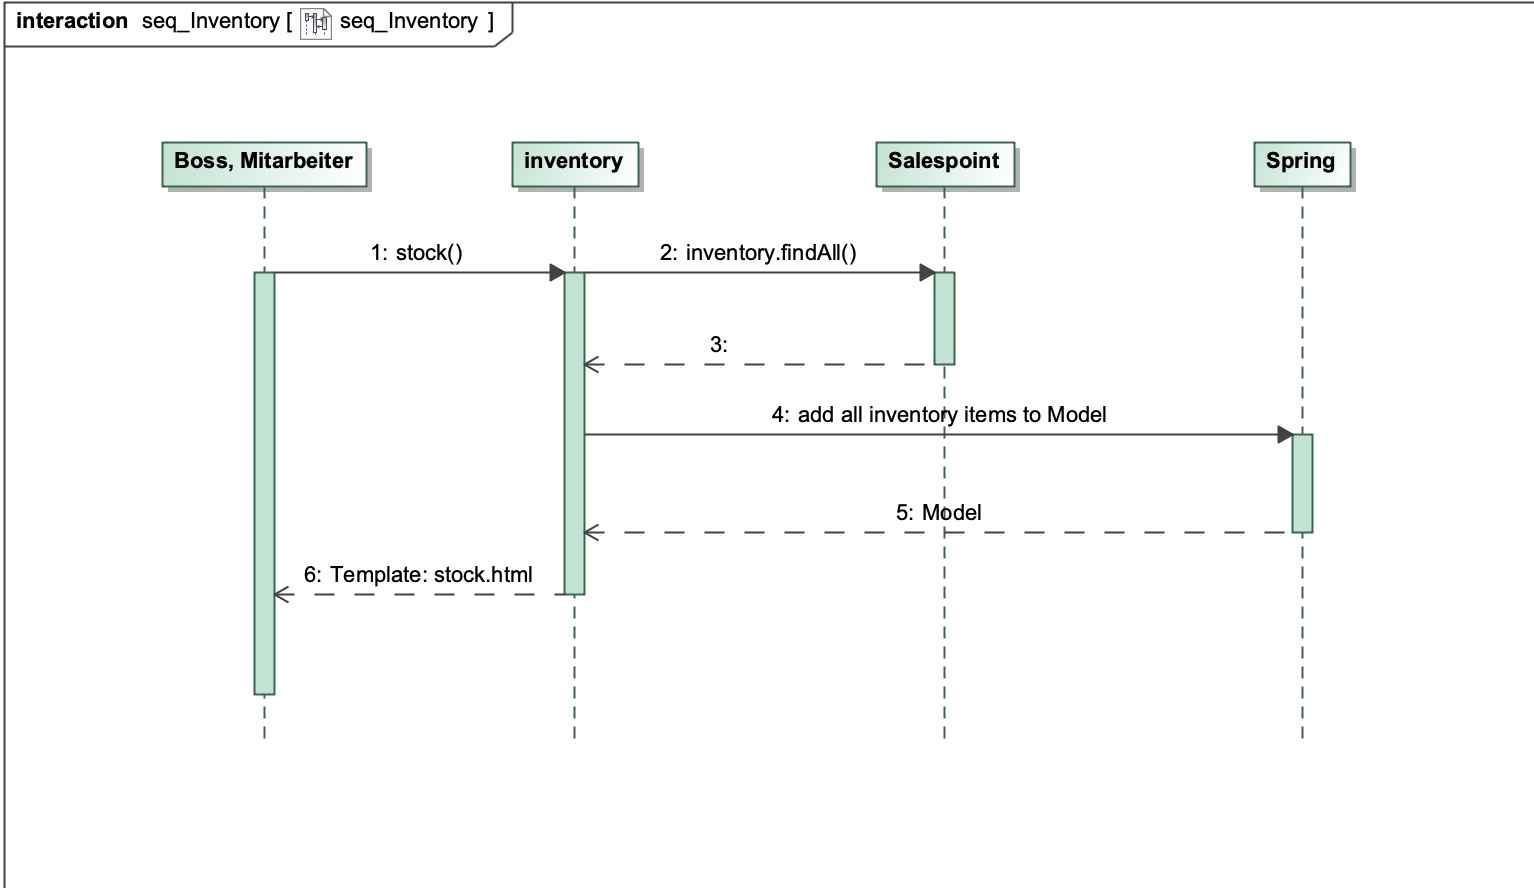 interaction seq_Inventory [ seq_Inventory ]
Boss, Mitarbeiter
inventory
Salespoint
Spring
1: stock()
2: inventory.findAll()
3:
4: add all inventory items to Model
5: Model
6: Template: stock.html